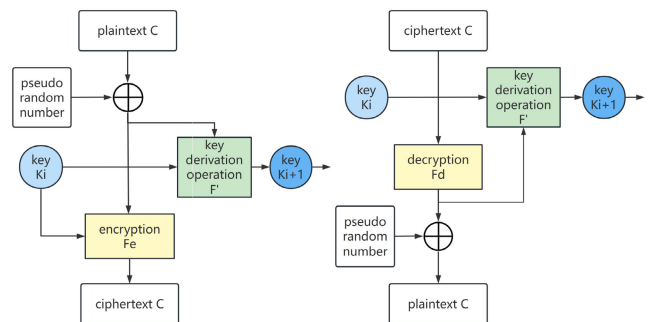 plaintext C
pseudo
random
number
key
Ki
key
derivation
operation
F'
key
Ki+1
encryption
Fe
ciphertext C
ciphertext C
key
Ki
key
derivation
operation
F'
key
Ki+1
decryption
Fd
pseudo
random
number
plaintext C